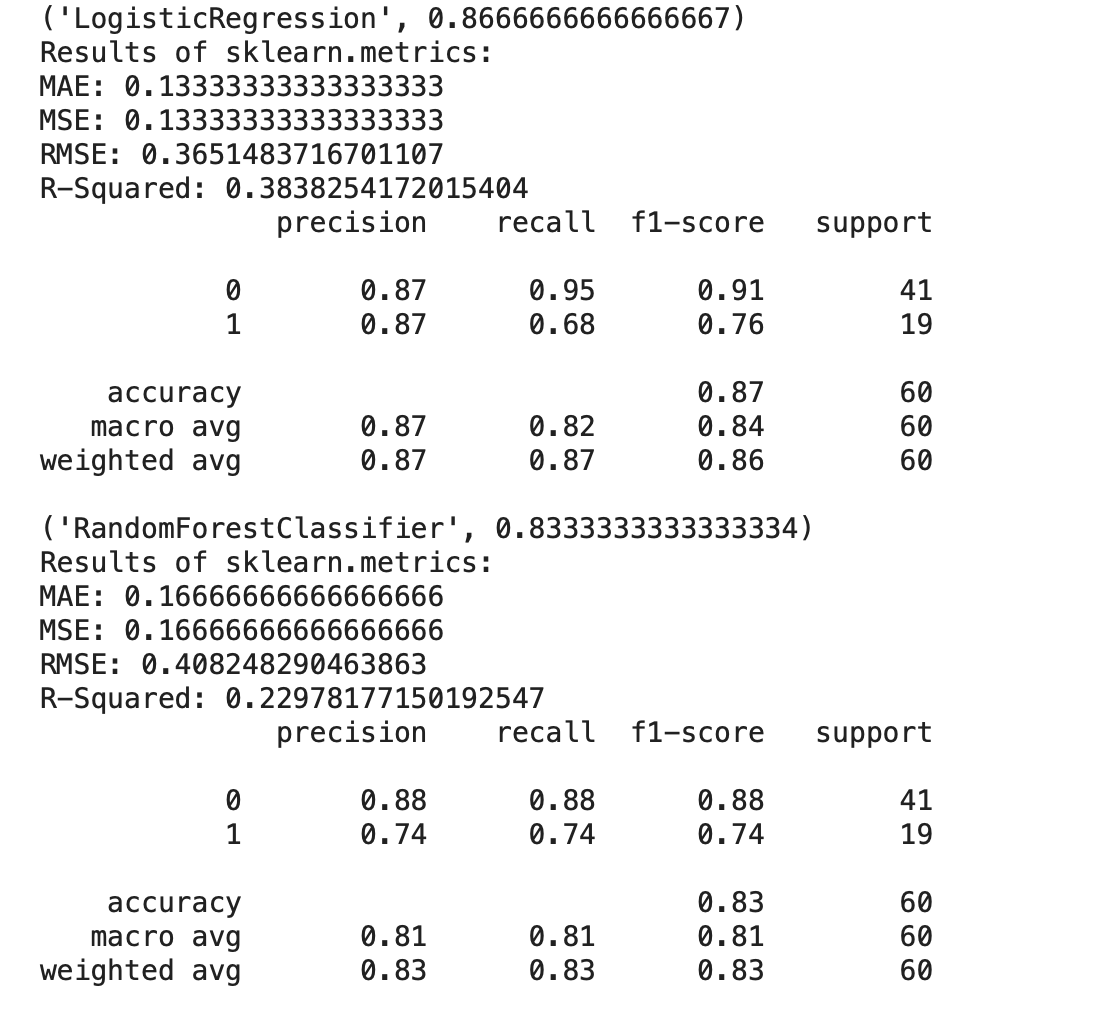 ('LogisticRegression', 0.8666666666666667)
Results of sklearn.metrics:
MAE: 0.13333333333333333
MSE: 0.13333333333333333
RMSE: 0.3651483716701107
R-Squared: 0.3838254172015404
              precision    recall  f1-score   support

           0       0.87      0.95      0.91        41
           1       0.87      0.68      0.76        19

    accuracy                           0.87        60
   macro avg       0.87      0.82      0.84        60
weighted avg       0.87      0.87      0.86        60

('RandomForestClassifier', 0.8333333333333334)
Results of sklearn.metrics:
MAE: 0.16666666666666666
MSE: 0.16666666666666666
RMSE: 0.408248290463863
R-Squared: 0.22978177150192547
              precision    recall  f1-score   support

           0       0.88      0.88      0.88        41
           1       0.74      0.74      0.74        19

    accuracy                           0.83        60
   macro avg       0.81      0.81      0.81        60
weighted avg       0.83      0.83      0.83        60